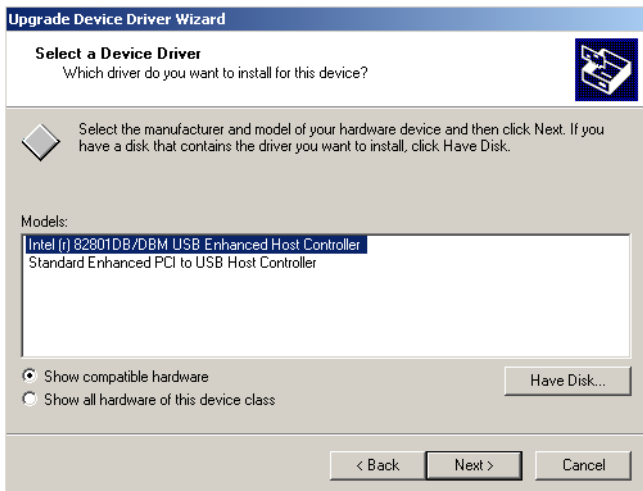 Upgrade Device Driver Wizard
Select a Device Driver
Which driver do you want to install for this device?
Select the manufacturer and model of your hardware device and then click Next. If you
have a disk that contains the driver you want to install, click Have Disk.
Models:
Intel (r) 82801DB/DBM USB Enhanced Host Controller
Standard Enhanced PCI to USB Host Controller
Show compatible hardware
Show all hardware of this device class
Have Disk...
< Back
Next >
Cancel